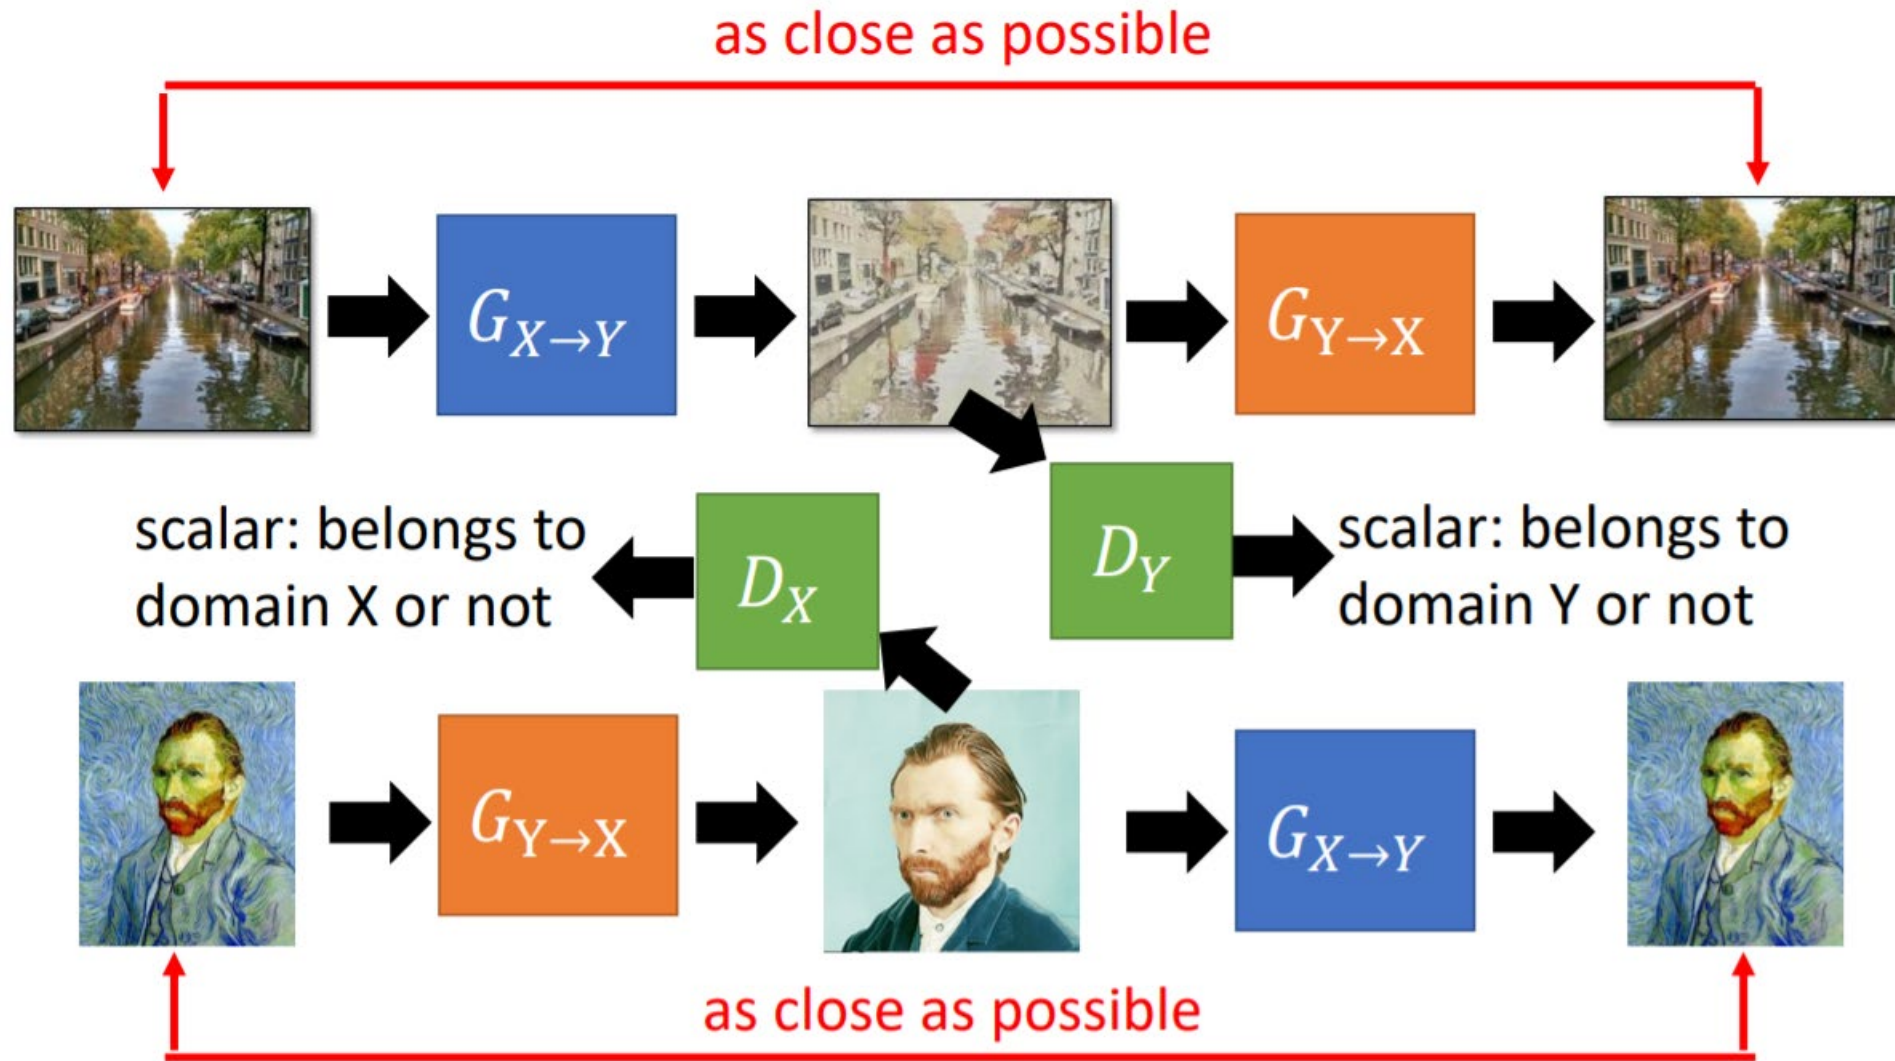 as close as possible
G_{X→Y}
G_{Y→X}
scalar: belongs to
domain X or not
D_X
D_Y
scalar: belongs to
domain Y or not
G_{Y→X}
G_{X→Y}
as close as possible